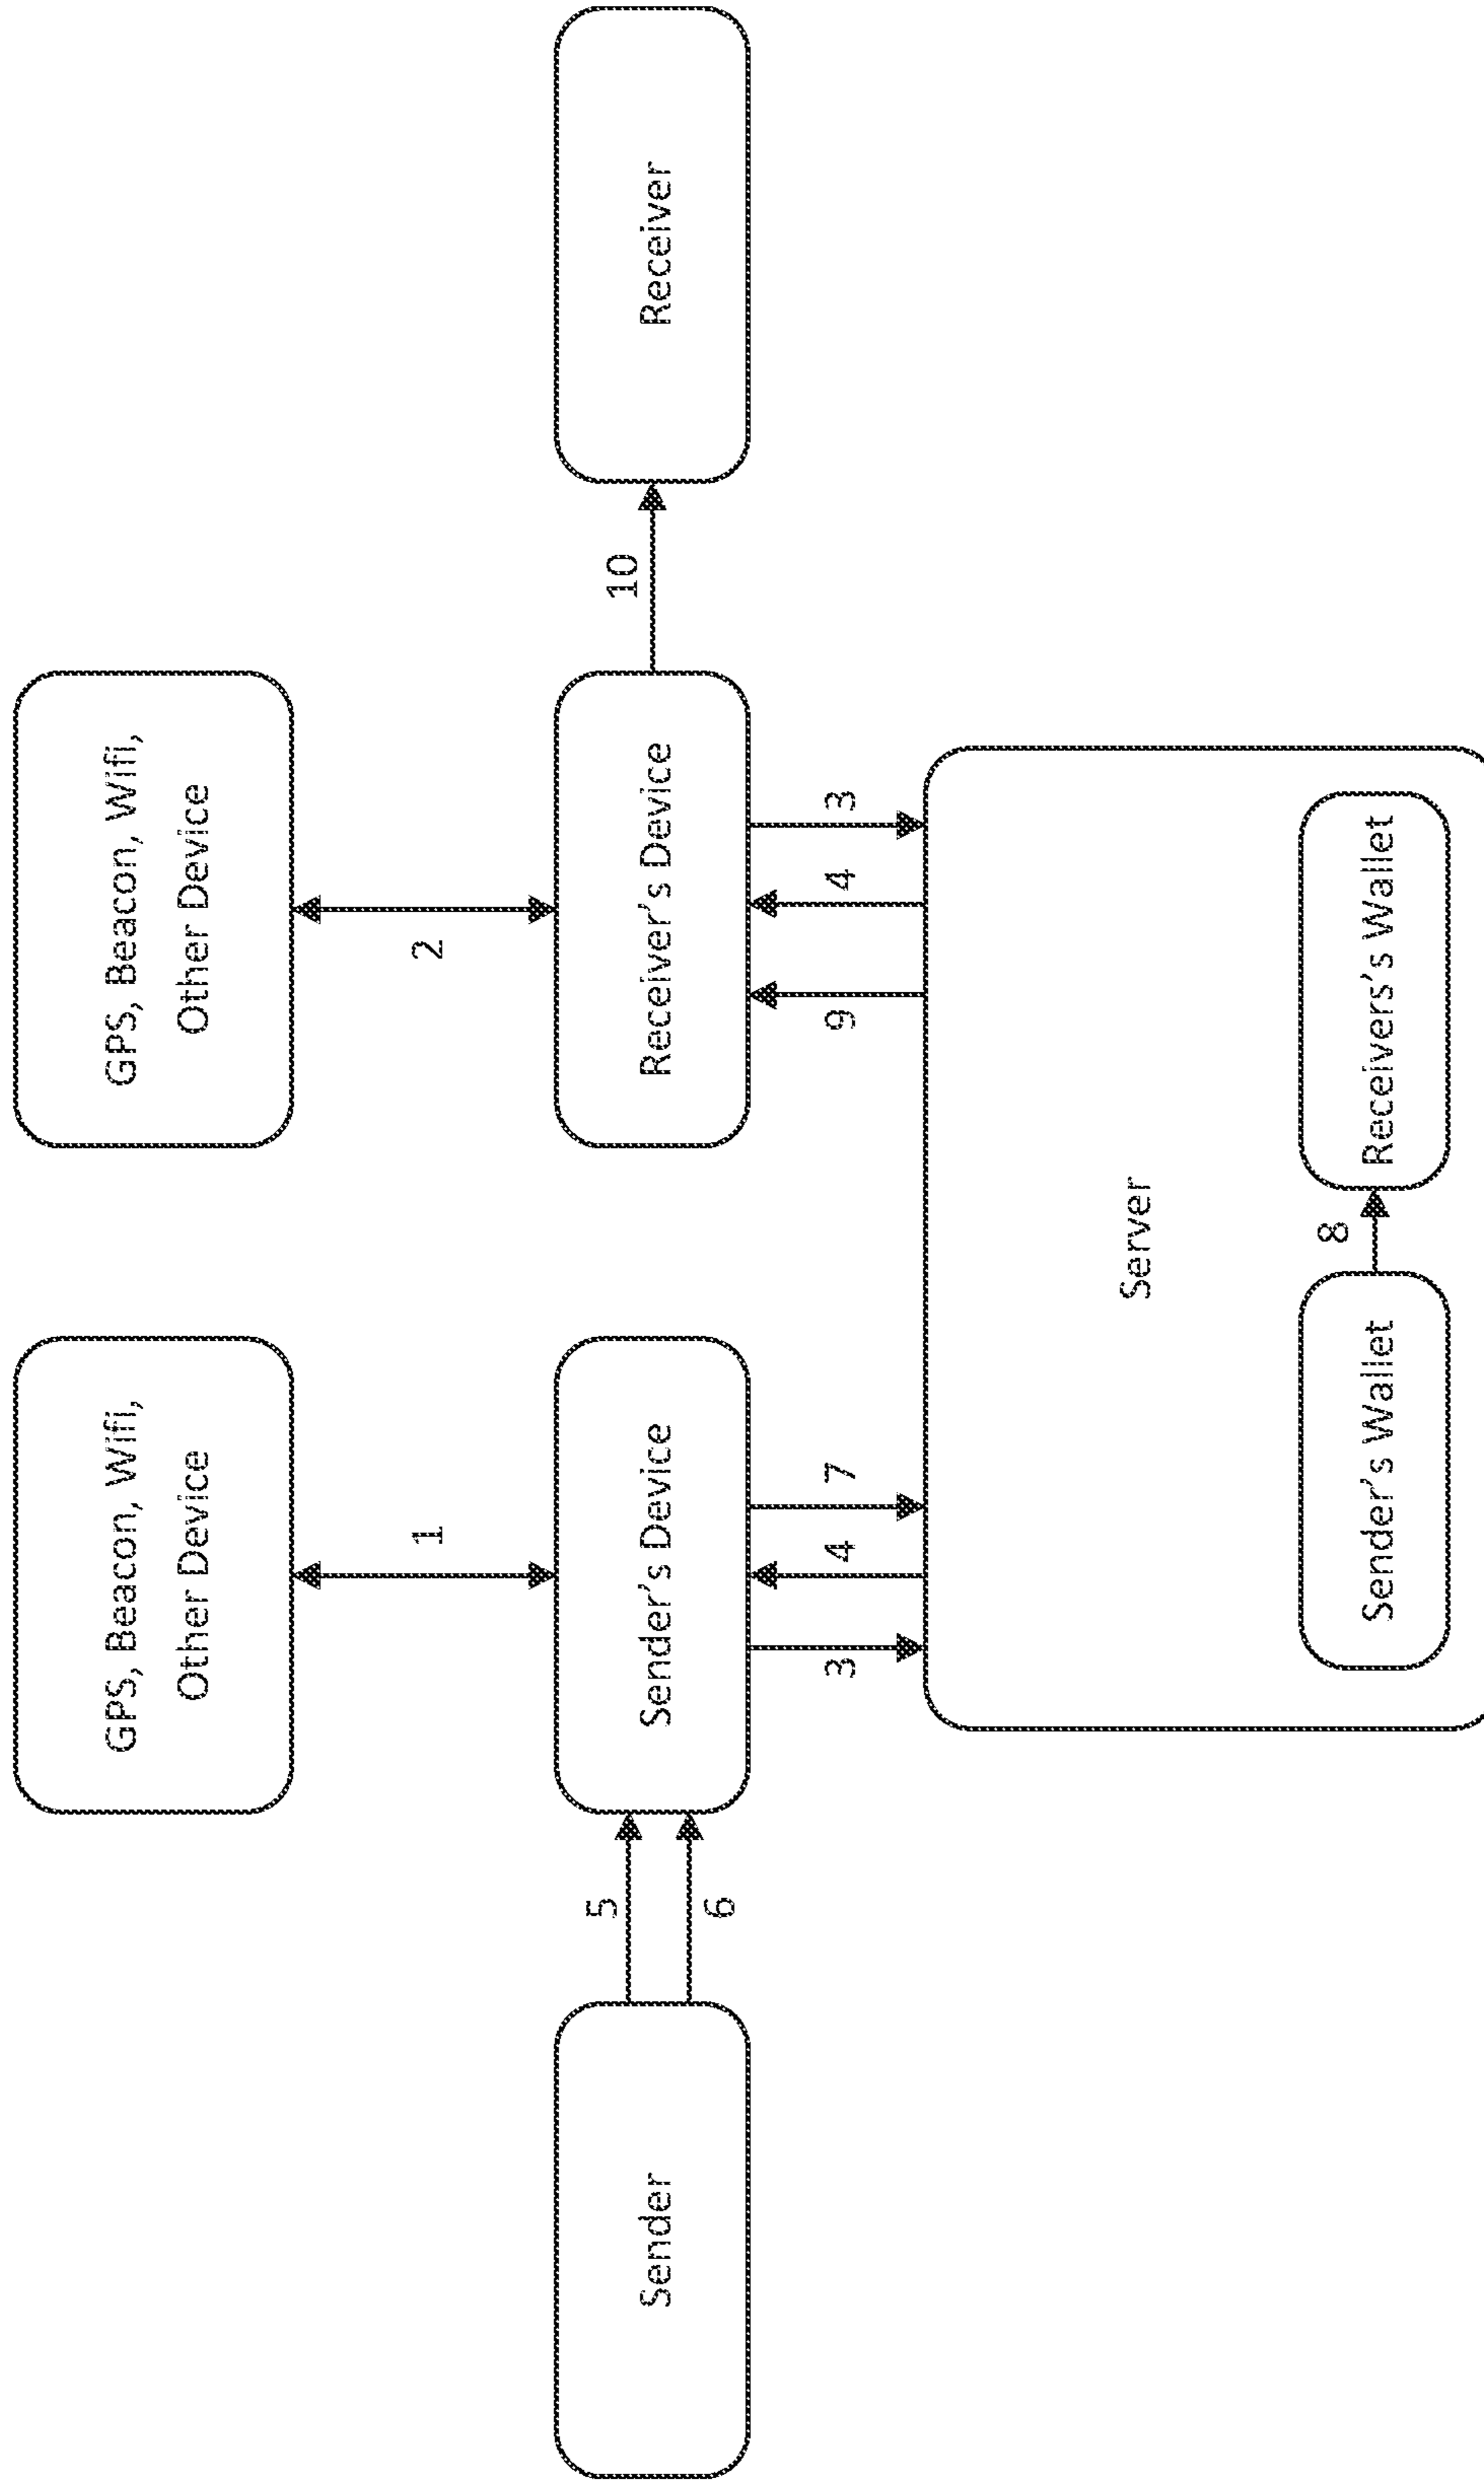 GPS, Beacon, Wifi,
Other Device
GPS, Beacon, Wifi,
Other Device
1
2
Sender
5
6
Sender's Device
Receiver's Device
10
Receiver
3
4
7
9
4
3
Server
Sender's Wallet
8
Receivers's Wallet